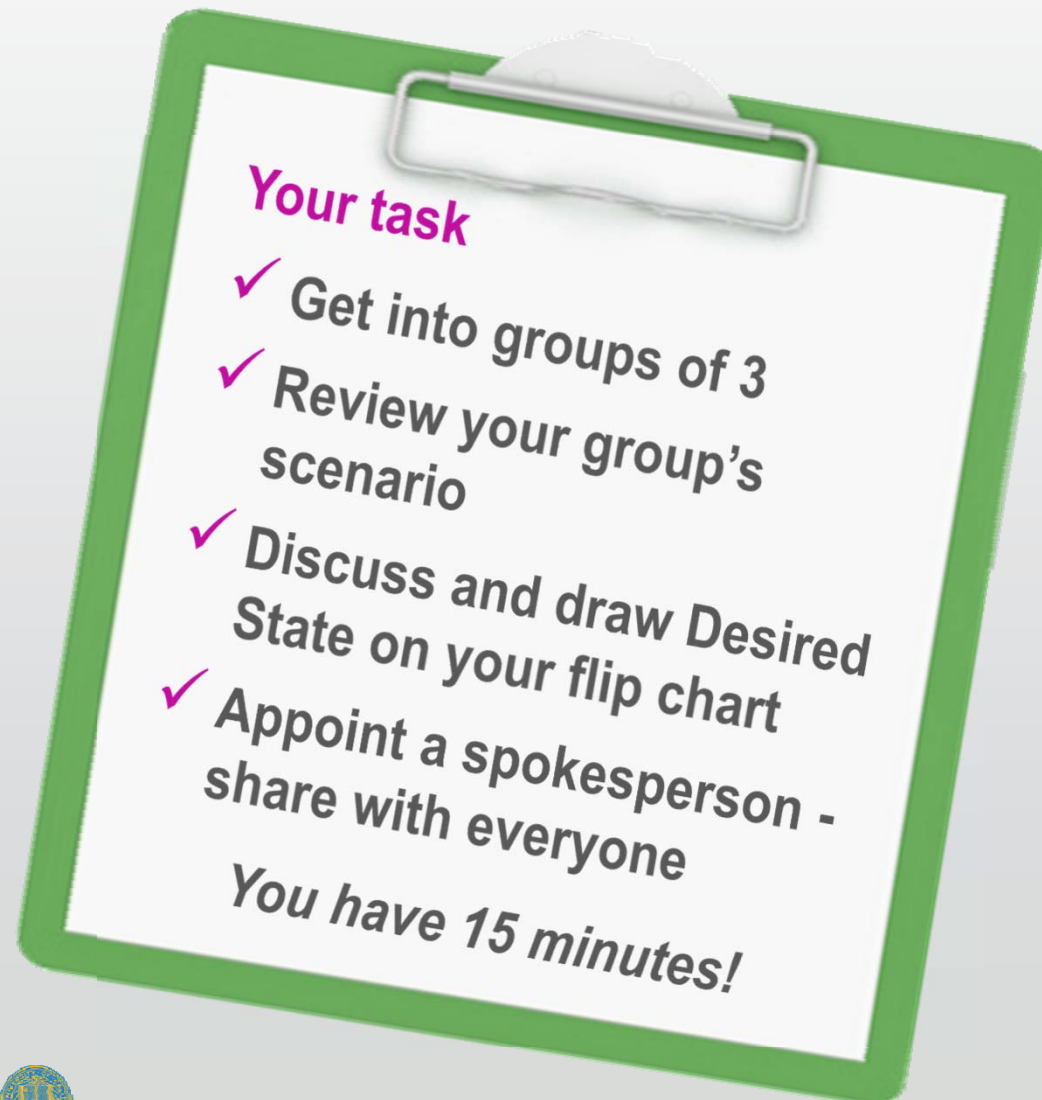 Your task
✓ Get into groups of 3
✓ Review your group’s
scenario
✓ Discuss and draw Desired
State on your flip chart
✓ Appoint a spokesperson -
share with everyone
You have 15 minutes!